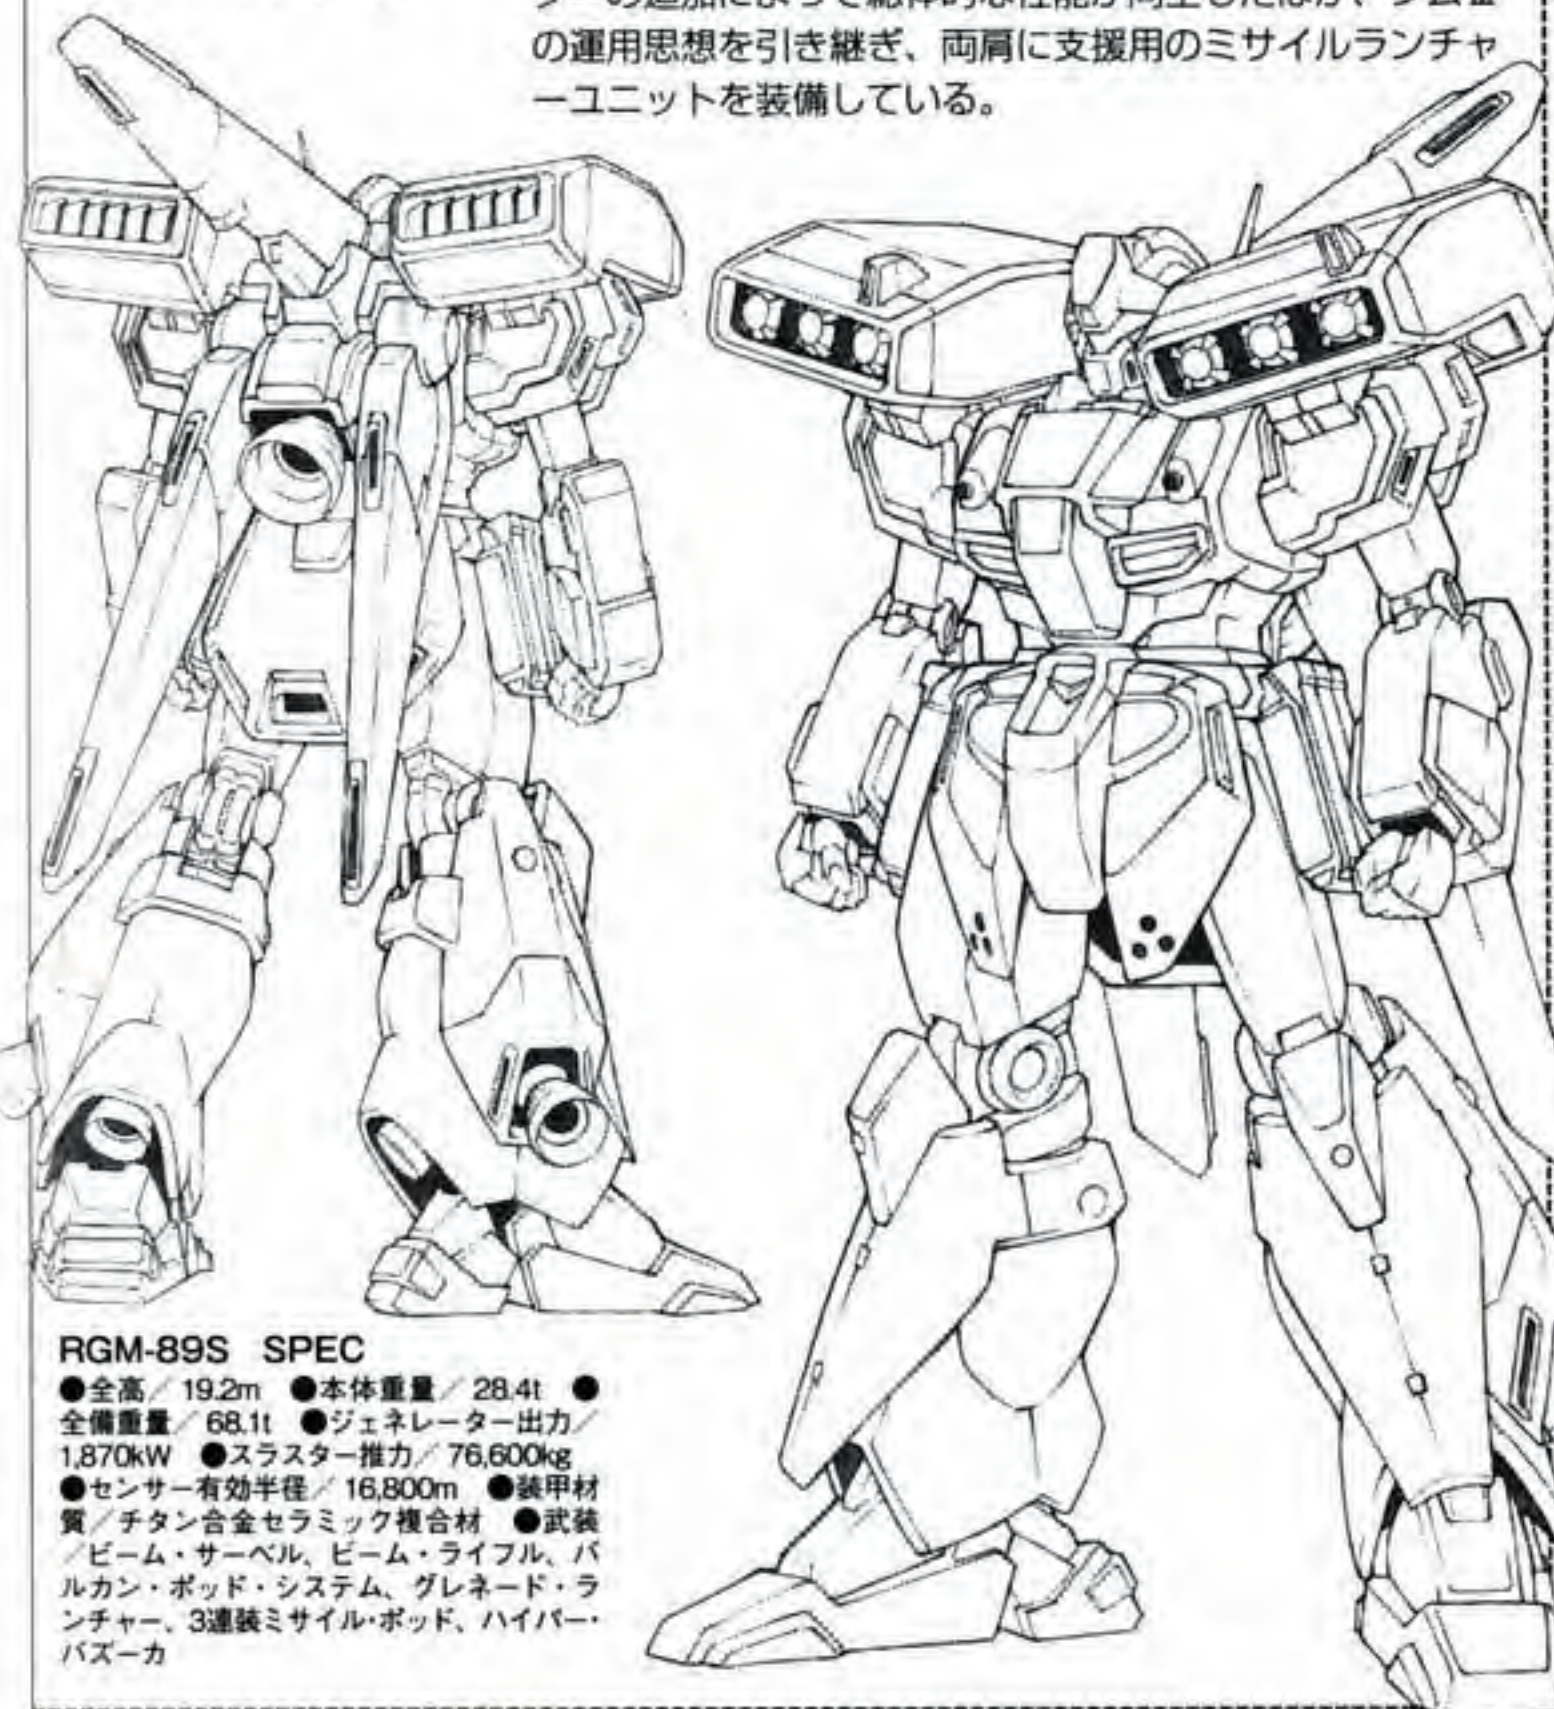 の運用思想を引き継ぎ、両肩に支援用のミサイルランチャ
ーユニットを装備している。
RGM-89S SPEC
●全高／19.2m ●本体重量／28.4t ●
全備重量／68.1t ●ジェネレーター出力／
1,870kW ●スラスター推力／76,600kg
●センサー有効半径／16,800m ●装甲材
質／チタン合金セラミック複合材 ●武装
／ビーム・サーベル、ビーム・ライフル、バ
ルカン・ポッド・システム、グレネード・ラ
ンチャー、3連装ミサイル・ポッド、ハイパー・
バズーカ